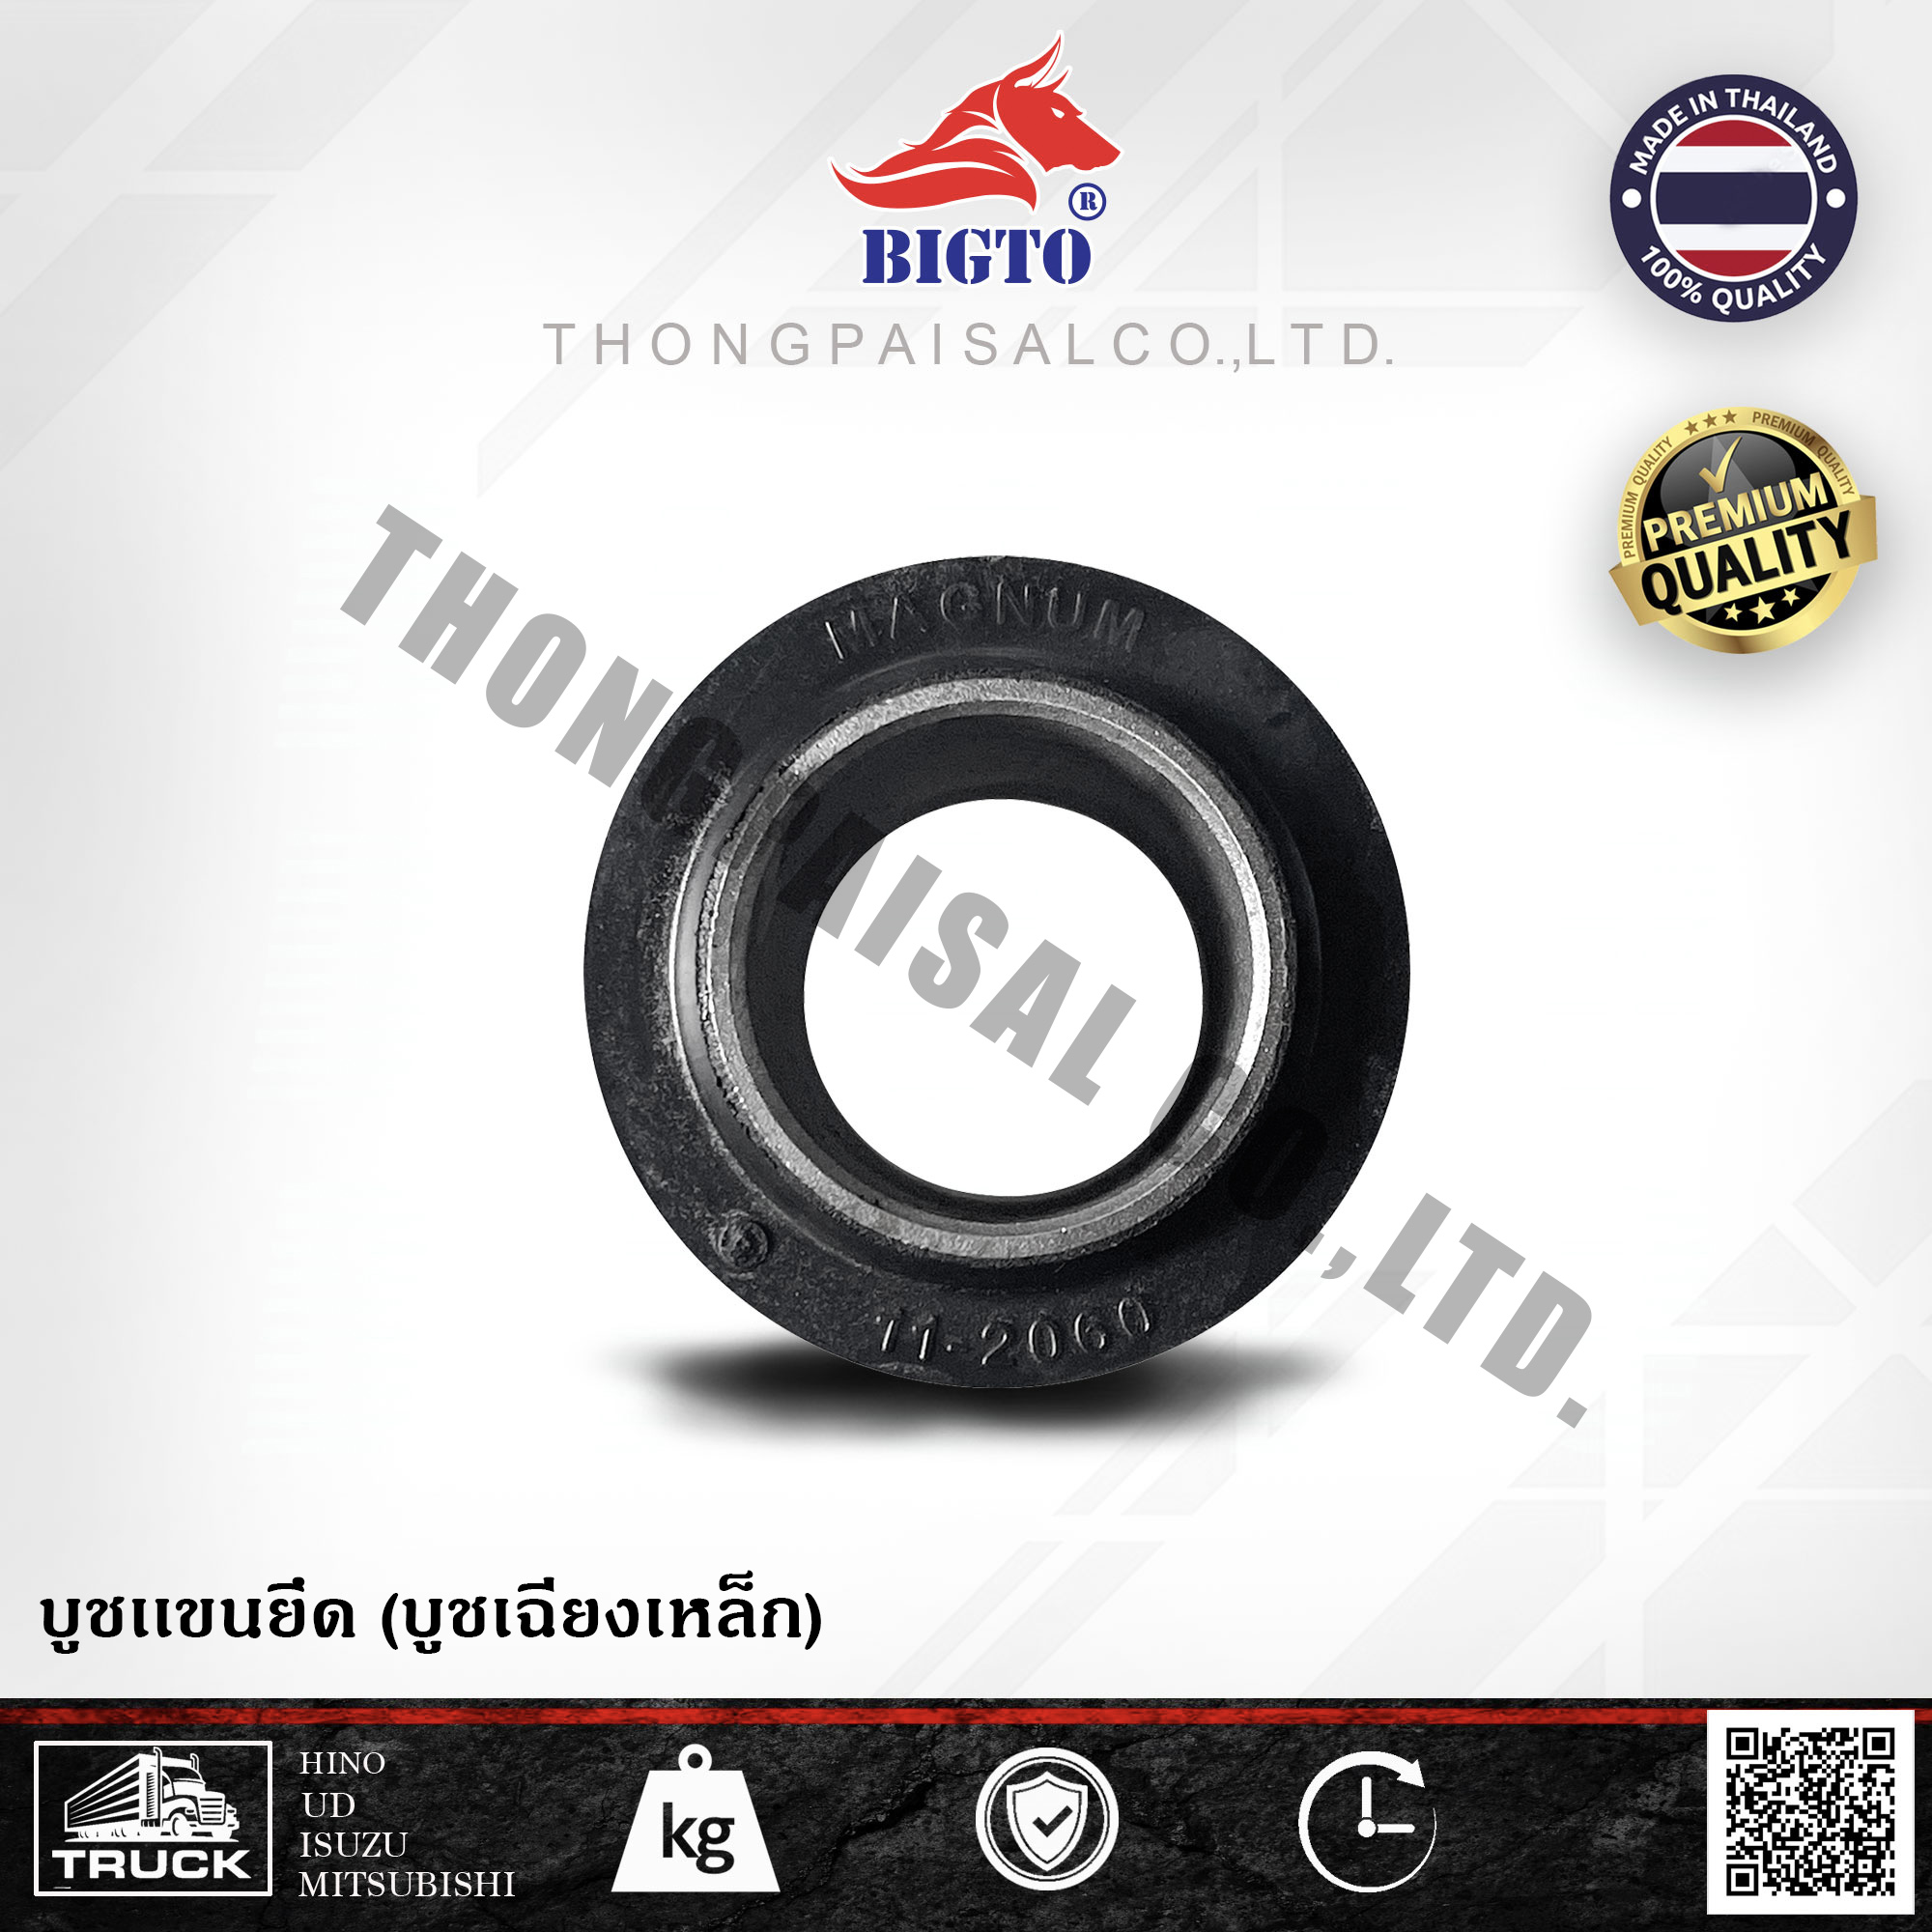 BIGTO ®
THONGPAISALCO.,LTD.
MADE IN THAILAND
100% QUALITY
PREMIUM QUALITY ★★★ PREMIUM QUALITY
PREMIUM
QUALITY
THONGPAISAL CO.,LTD.
MAGNUM
11-2060
บูชแขนยึด (บูชเฉียงเหล็ก)
TRUCK
HINO
UD
ISUZU
MITSUBISHI
kg